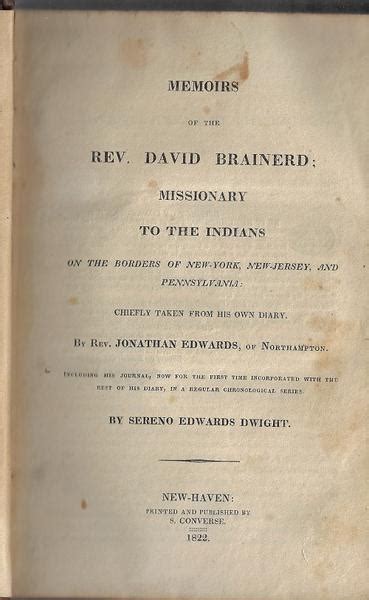 MEMOIRS
OF THE
REV. DAVID BRAINERD;
MISSIONARY
TO THE INDIANS
ON THE BORDERS OF NEW-YORK, NEW-JERSEY, AND
PENNSYLVANIA:
CHIEFLY TAKEN FROM HIS OWN DIARY.
By Rev. JONATHAN EDWARDS, of Northampton.
Including his Journal, now for the first time incorporated with the
rest of his diary, in a regular chronological series.
BY SERENO EDWARDS DWIGHT.
NEW-HAVEN:
PRINTED AND PUBLISHED BY
S. CONVERSE.
1822.